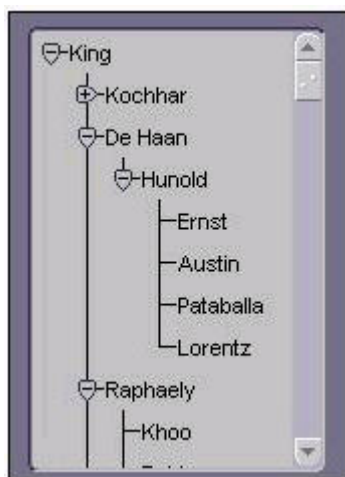 King
Kochhar
De Haan
Hunold
Ernst
Austin
Pataballa
Lorentz
Raphaely
Khoo